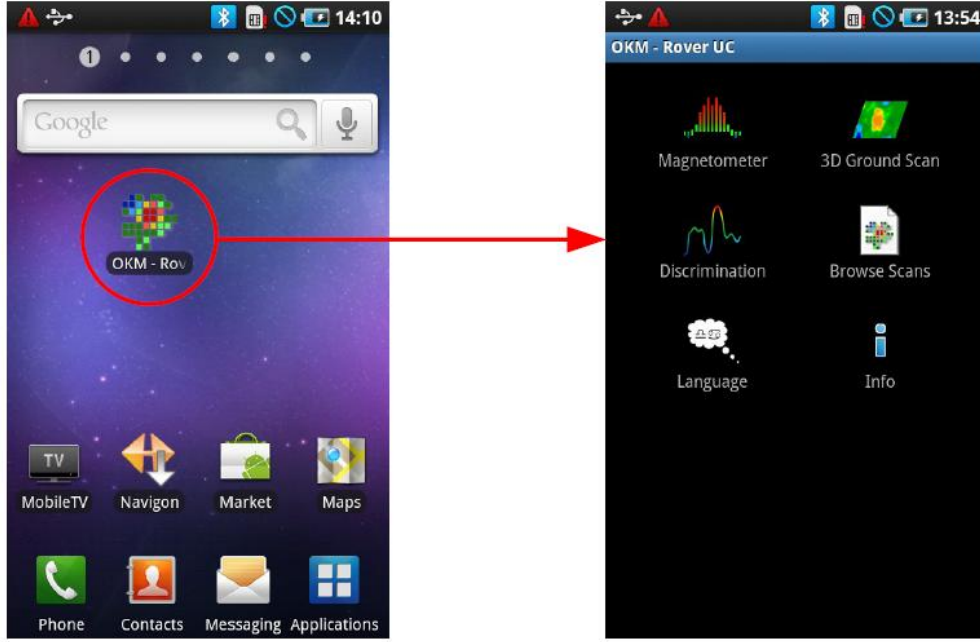 14:10
1
Google
OKM - Rov
MobileTV Navigon Market Maps
Phone Contacts Messaging Applications
13:54
OKM - Rover UC
Magnetometer 3D Ground Scan
Discrimination Browse Scans
Language Info